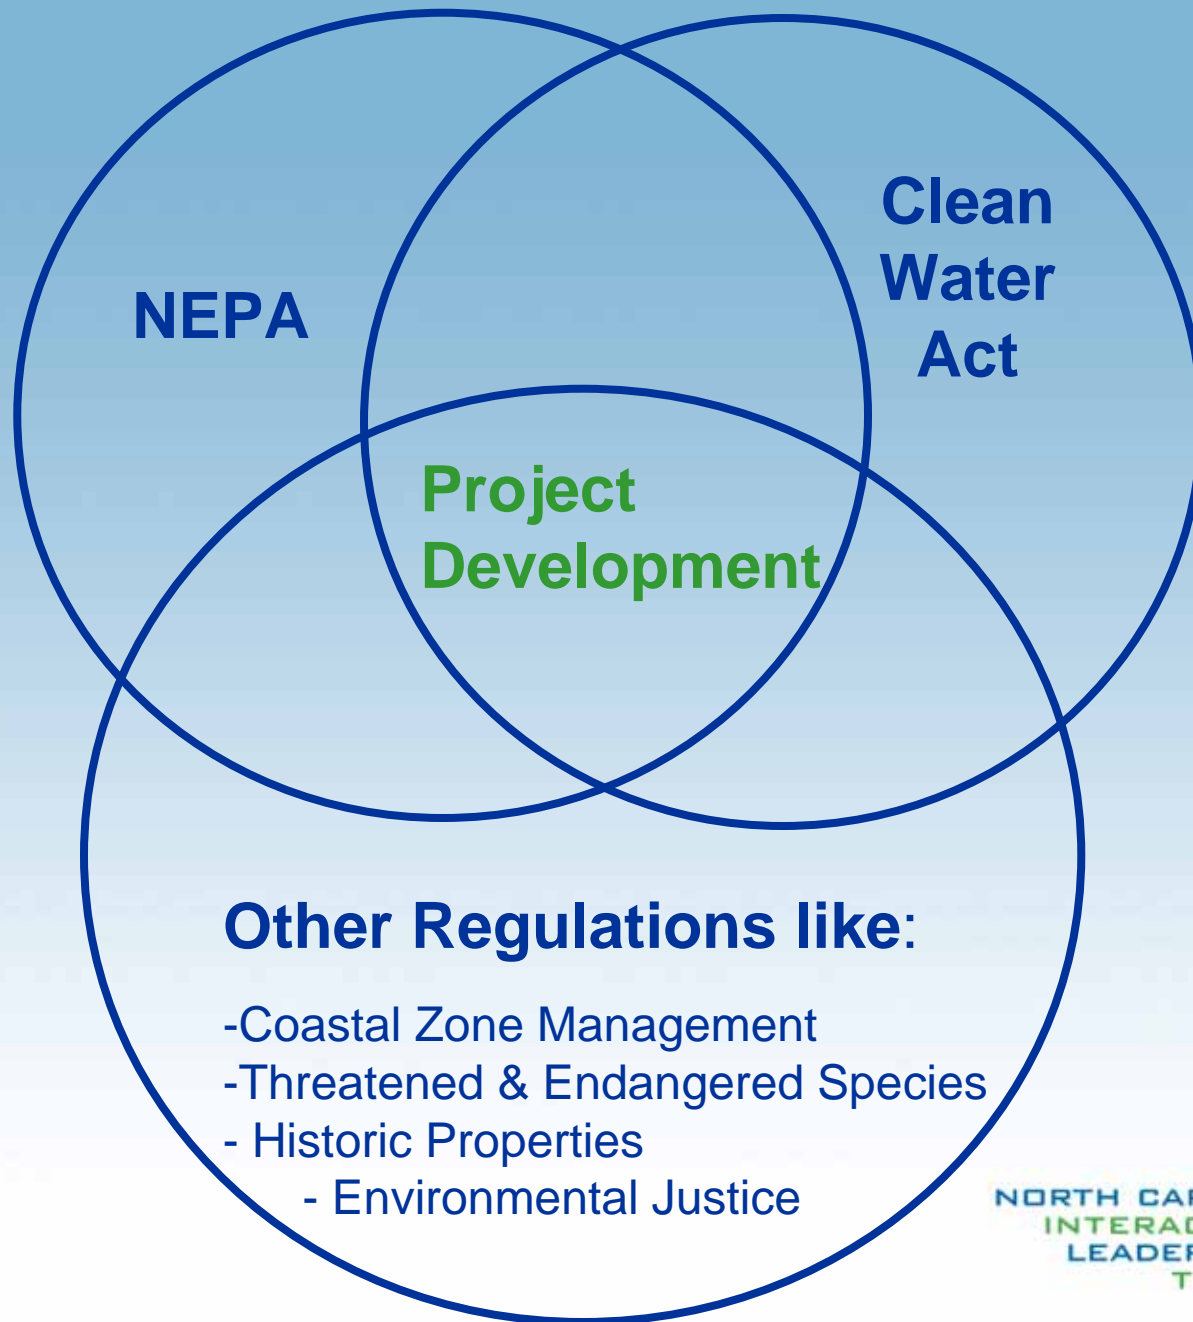 NEPA
Clean
Water
Act
Project
Development
Other Regulations like:
-Coastal Zone Management
-Threatened & Endangered Species
- Historic Properties
- Environmental Justice
NORTH